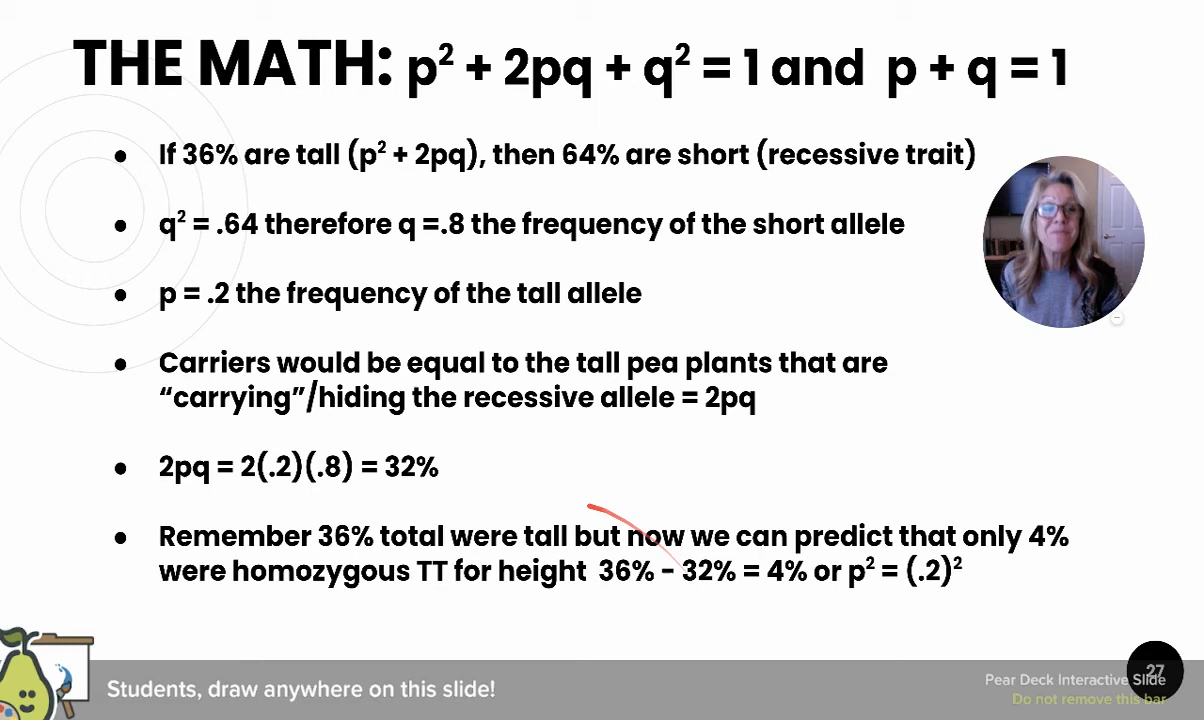 THE MATH: p² + 2pq + q² = 1 and p + q = 1
● If 36% are tall (p² + 2pq), then 64% are short (recessive trait)
● q² = .64 therefore q =.8 the frequency of the short allele
● p = .2 the frequency of the tall allele
● Carriers would be equal to the tall pea plants that are
“carrying”/hiding the recessive allele = 2pq
● 2pq = 2(.2)(.8) = 32%
● Remember 36% total were tall but now we can predict that only 4%
were homozygous TT for height 36% - 32% = 4% or p² = (.2)²
27
Students, draw anywhere on this slide!
Pear Deck Interactive Slide
Do not remove this bar